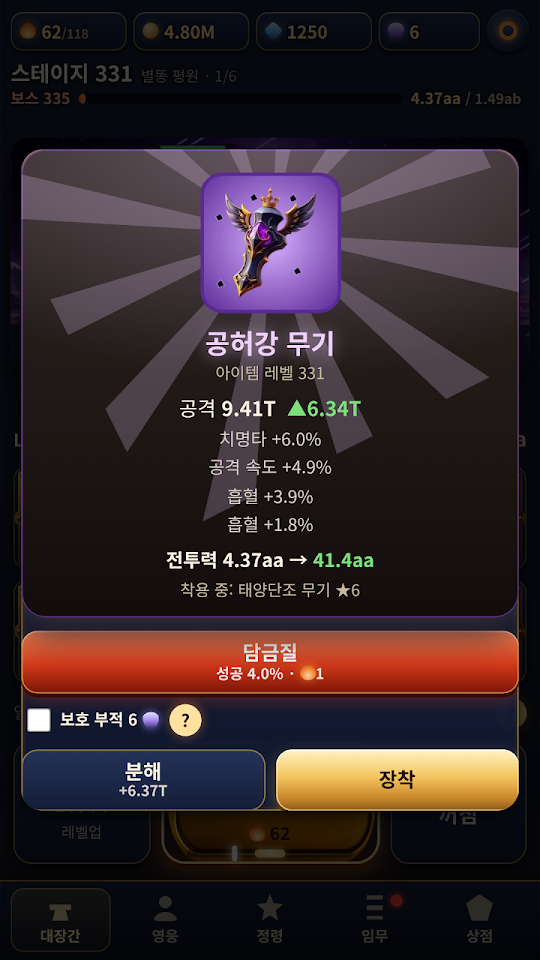 62/118
4.80M
1250
6
스테이지 331 별똥 평원 · 1/6
보스 335
4.37aa / 1.49ab
공허강 무기
아이템 레벨 331
공격 9.41T ▲6.34T
치명타 +6.0%
공격 속도 +4.9%
흡혈 +3.9%
흡혈 +1.8%
전투력 4.37aa → 41.4aa
착용 중: 태양단조 무기 ★6
담금질
성공 4.0% · 1
보호 부적 6
?
분해
+6.37T
장착
레벨업
62
대장간
영웅
정령
임무
상점